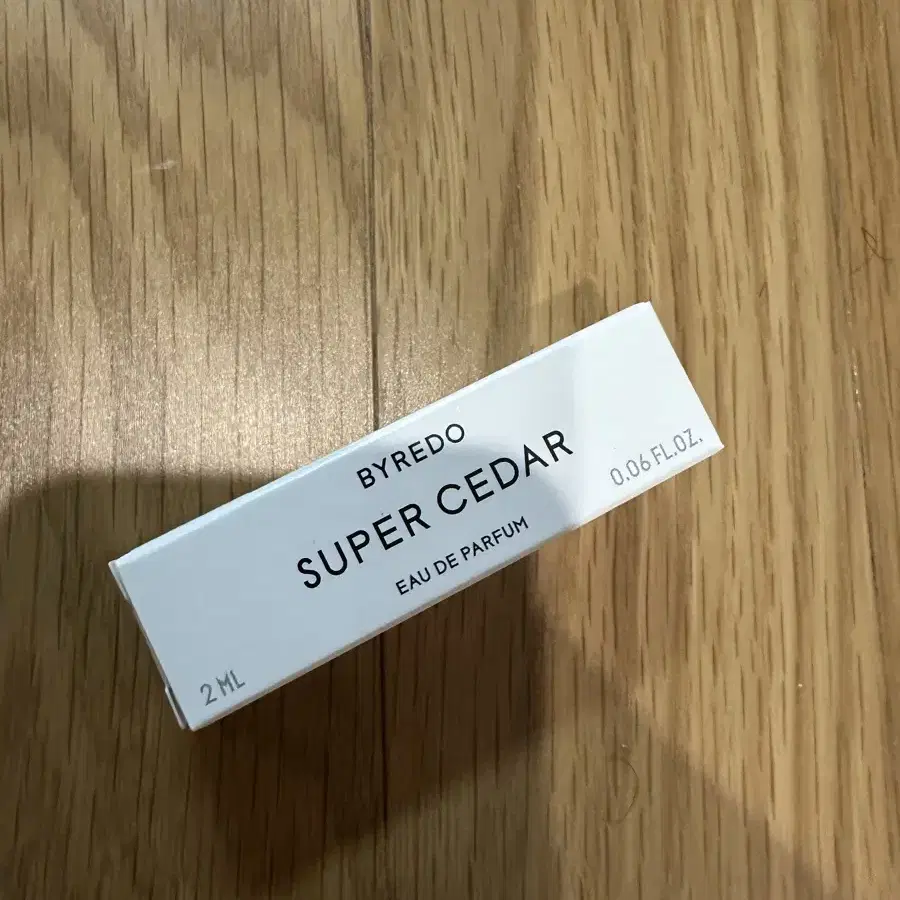 BYREDO
SUPER CEDAR
EAU DE PARFUM
2 ML
0.06 FL.OZ.